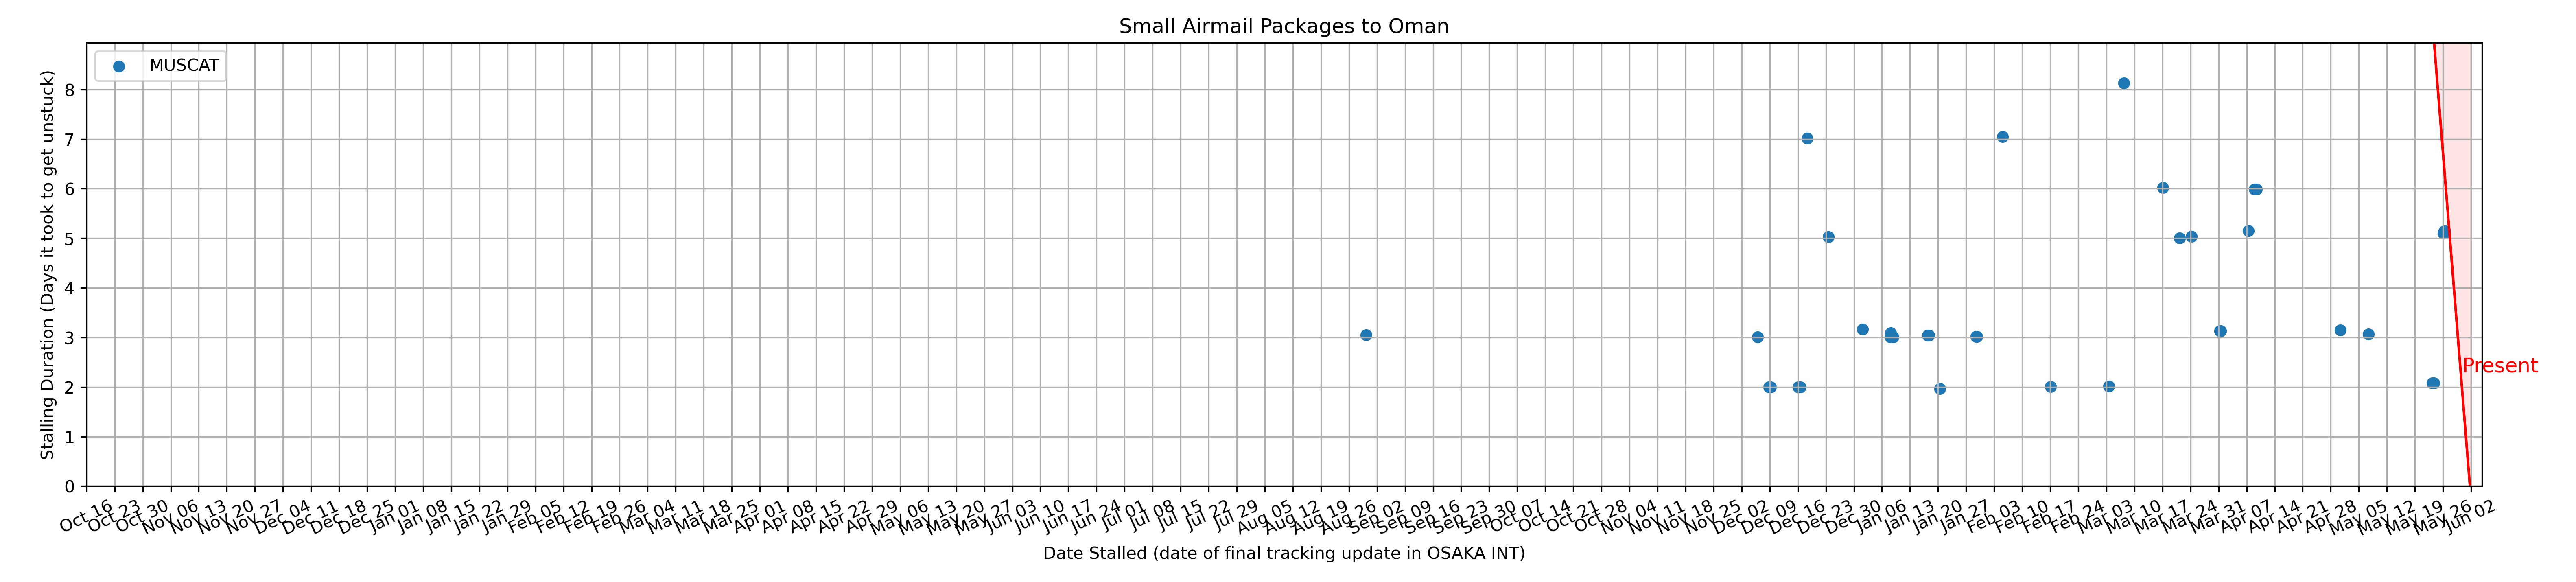 Small Airmail Packages to Oman
MUSCAT
Stalling Duration (Days it took to get unstuck)
8
7
6
5
4
3
2
1
0
Present
Oct 16
Oct 23
Oct 30
Nov 06
Nov 13
Nov 20
Nov 27
Dec 04
Dec 11
Dec 18
Dec 25
Jan 01
Jan 08
Jan 15
Jan 22
Jan 29
Feb 05
Feb 12
Feb 19
Feb 26
Mar 04
Mar 11
Mar 18
Mar 25
Apr 01
Apr 08
Apr 15
Apr 22
Apr 29
May 06
May 13
May 20
May 27
Jun 03
Jun 10
Jun 17
Jun 24
Jul 01
Jul 08
Jul 15
Jul 22
Jul 29
Aug 05
Aug 12
Aug 19
Aug 26
Sep 02
Sep 09
Sep 16
Sep 23
Sep 30
Oct 07
Oct 14
Oct 21
Oct 28
Nov 04
Nov 11
Nov 18
Nov 25
Dec 02
Dec 09
Dec 16
Dec 23
Dec 30
Jan 06
Jan 13
Jan 20
Jan 27
Feb 03
Feb 10
Feb 17
Feb 24
Mar 03
Mar 10
Mar 17
Mar 24
Mar 31
Apr 07
Apr 14
Apr 21
Apr 28
May 05
May 12
May 19
May 26
Jun 02
Date Stalled (date of final tracking update in OSAKA INT)